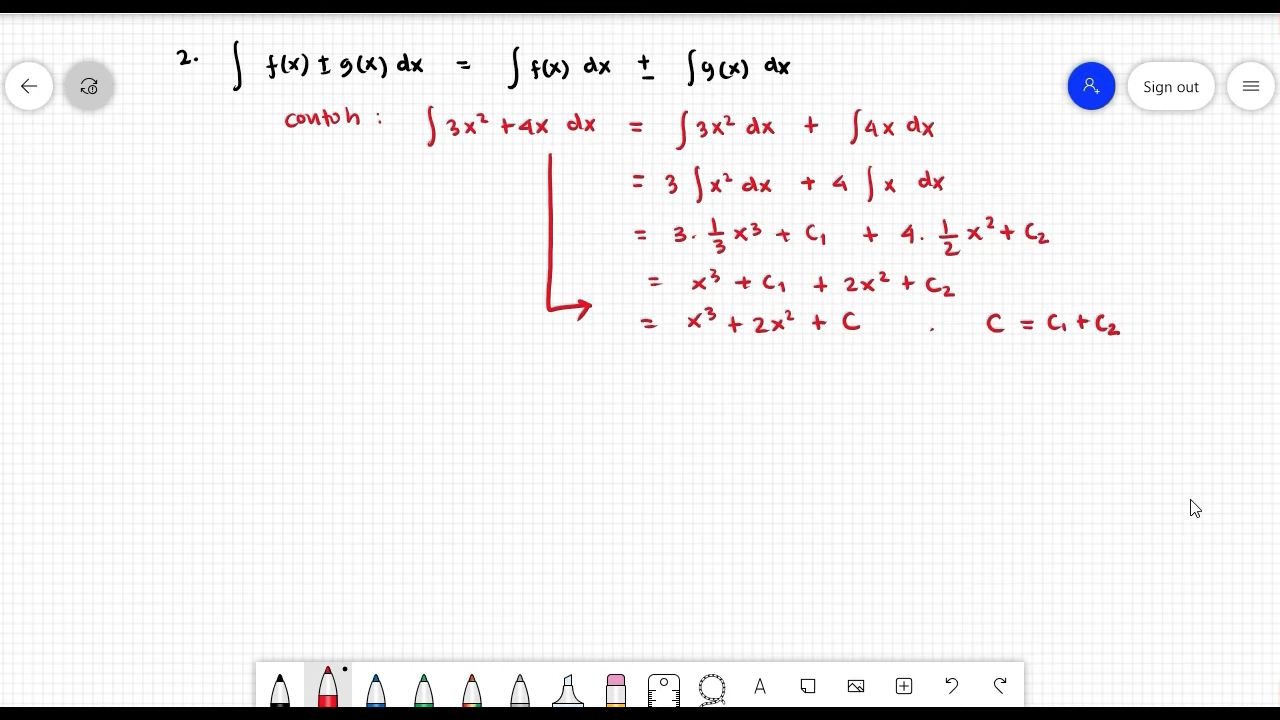 2. ∫ f(x) ± g(x) dx = ∫ f(x) dx ± ∫ g(x) dx
Sign out
contoh : ∫ 3x² + 4x dx = ∫ 3x² dx + ∫ 4x dx
= 3 ∫ x² dx + 4 ∫ x dx
= 3 . 1/3 x³ + C₁ + 4 . 1/2 x² + C₂
= x³ + C₁ + 2x² + C₂
= x³ + 2x² + C . C = C₁ + C₂